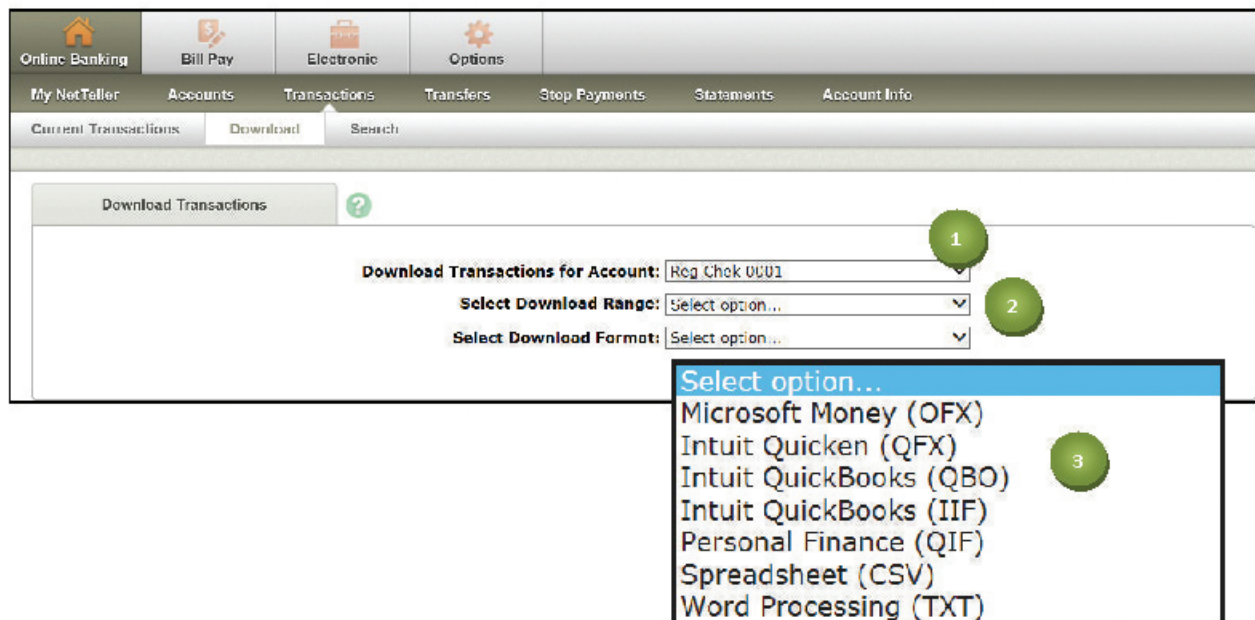 Online Banking Bill Pay Electronic Options
My NetTeller Accounts Transactions Transfers Stop Payments Statements Account Info
Current Transactions Download Search
Download Transactions ?
1
Download Transactions for Account: Reg Chek 0001
Select Download Range: Select option...
2
Select Download Format: Select option...
Select option...
Microsoft Money (OFX)
Intuit Quicken (QFX)
3
Intuit QuickBooks (QBO)
Intuit QuickBooks (IIF)
Personal Finance (QIF)
Spreadsheet (CSV)
Word Processing (TXT)